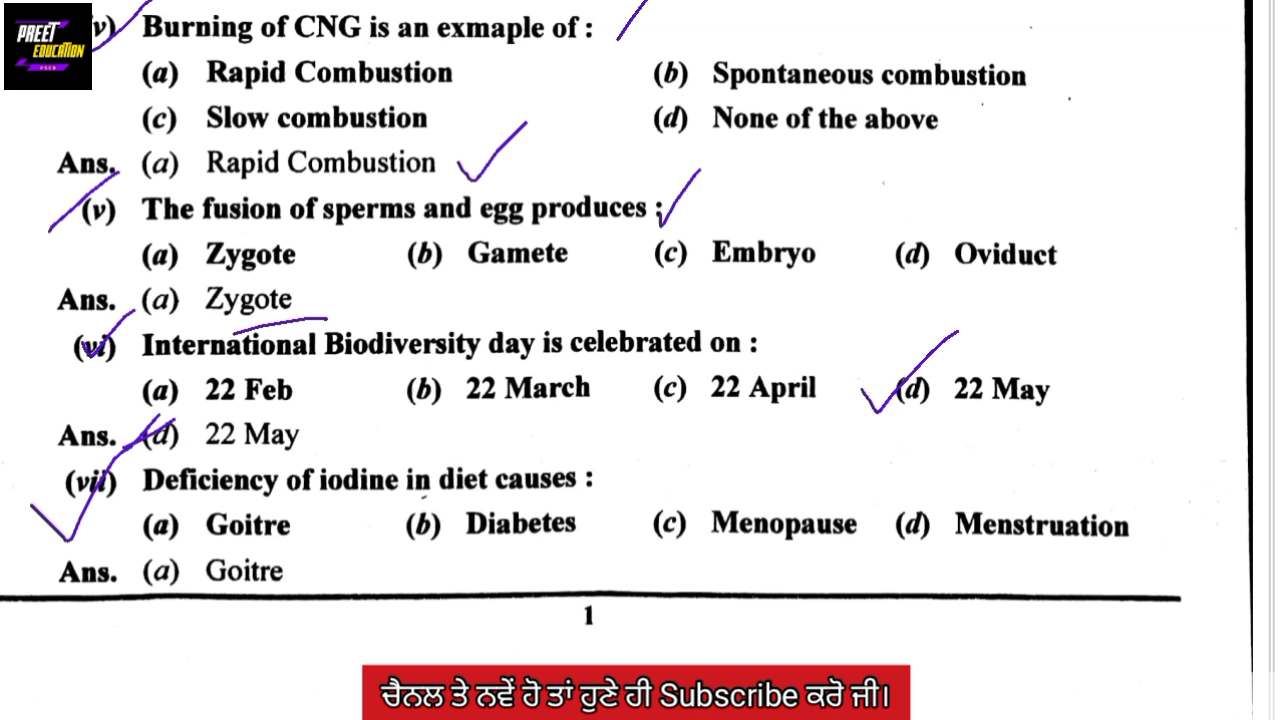 PREET
EDUCATION
v) Burning of CNG is an exmaple of :
(a) Rapid Combustion (b) Spontaneous combustion
(c) Slow combustion (d) None of the above
Ans. (a) Rapid Combustion
(v) The fusion of sperms and egg produces ;
(a) Zygote (b) Gamete (c) Embryo (d) Oviduct
Ans. (a) Zygote
(vi) International Biodiversity day is celebrated on :
(a) 22 Feb (b) 22 March (c) 22 April (d) 22 May
Ans. (d) 22 May
(vii) Deficiency of iodine in diet causes :
(a) Goitre (b) Diabetes (c) Menopause (d) Menstruation
Ans. (a) Goitre
1
ਚੈਨਲ ਤੇ ਨਵੇਂ ਹੋ ਤਾਂ ਹੁਣੇ ਹੀ Subscribe ਕਰੋ ਜੀ।